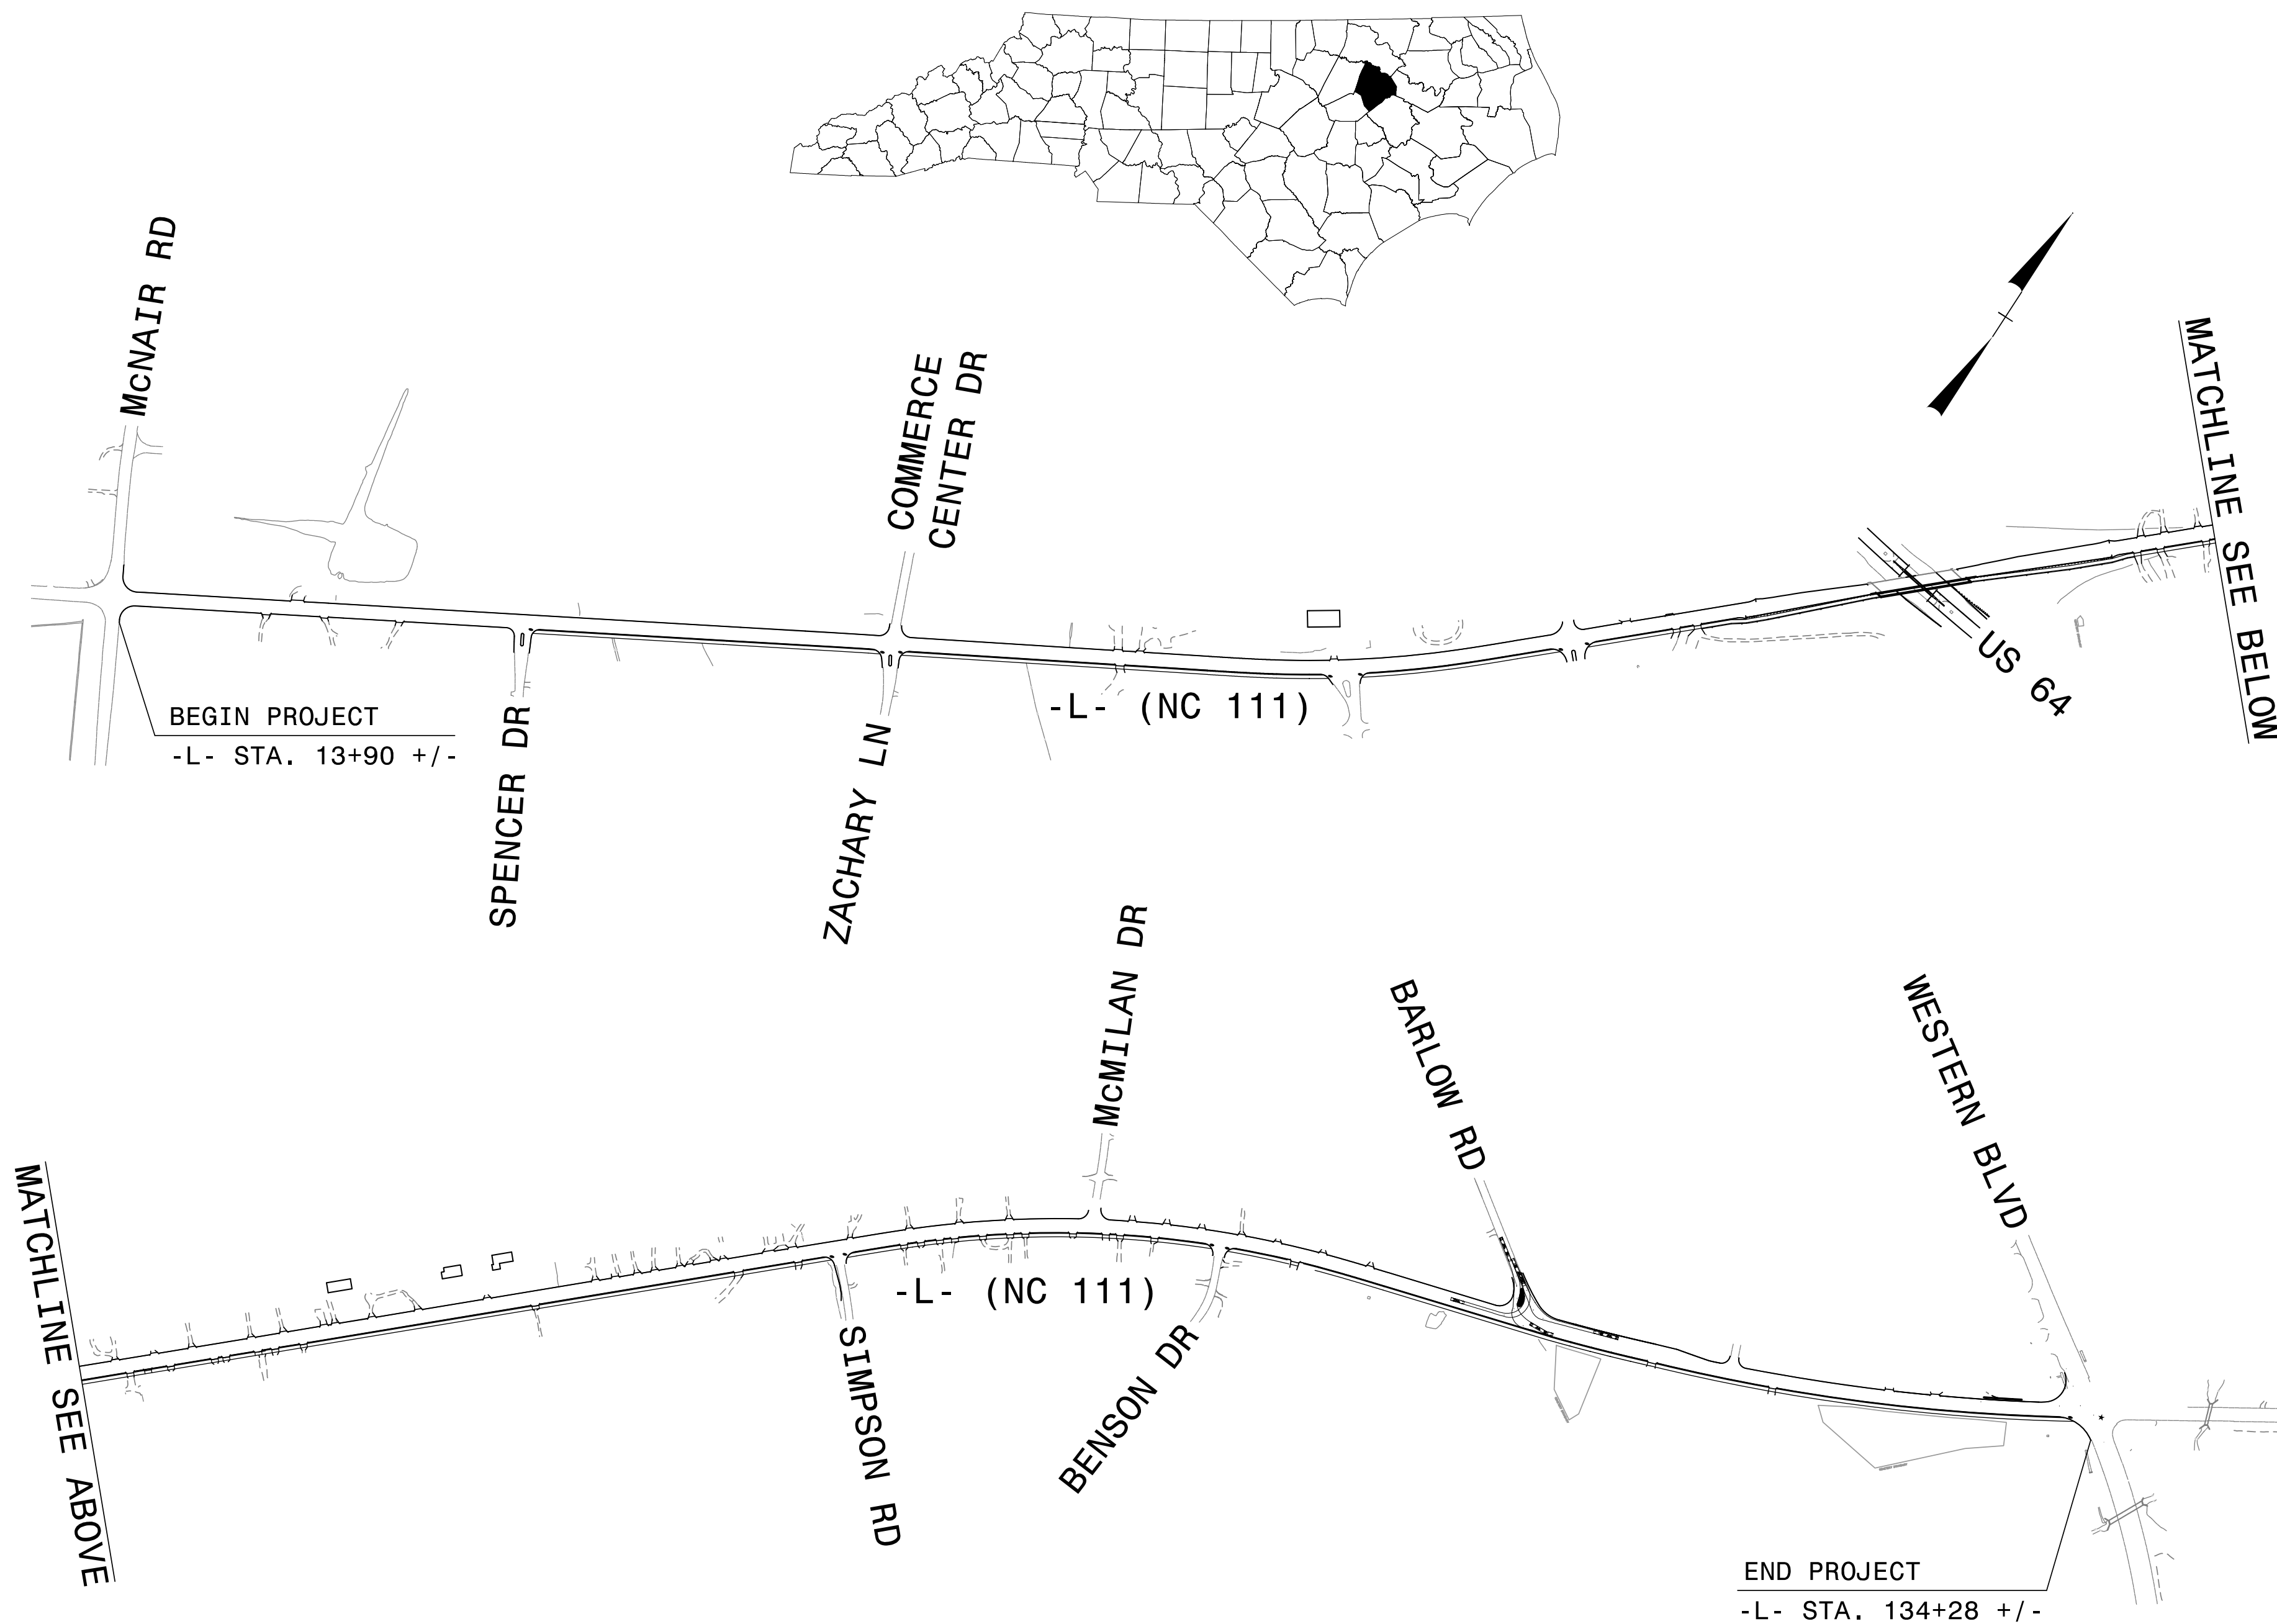 McNAIR RD
COMMERCE
CENTER DR
MATCHLINE SEE BELOW
US 64
-L- (NC 111)
BEGIN PROJECT
-L- STA. 13+90 +/-
SPENCER DR
ZACHARY LN
McMILAN DR
BARLOW RD
WESTERN BLVD
MATCHLINE SEE ABOVE
-L- (NC 111)
SIMPSON RD
BENSON DR
END PROJECT
-L- STA. 134+28 +/-